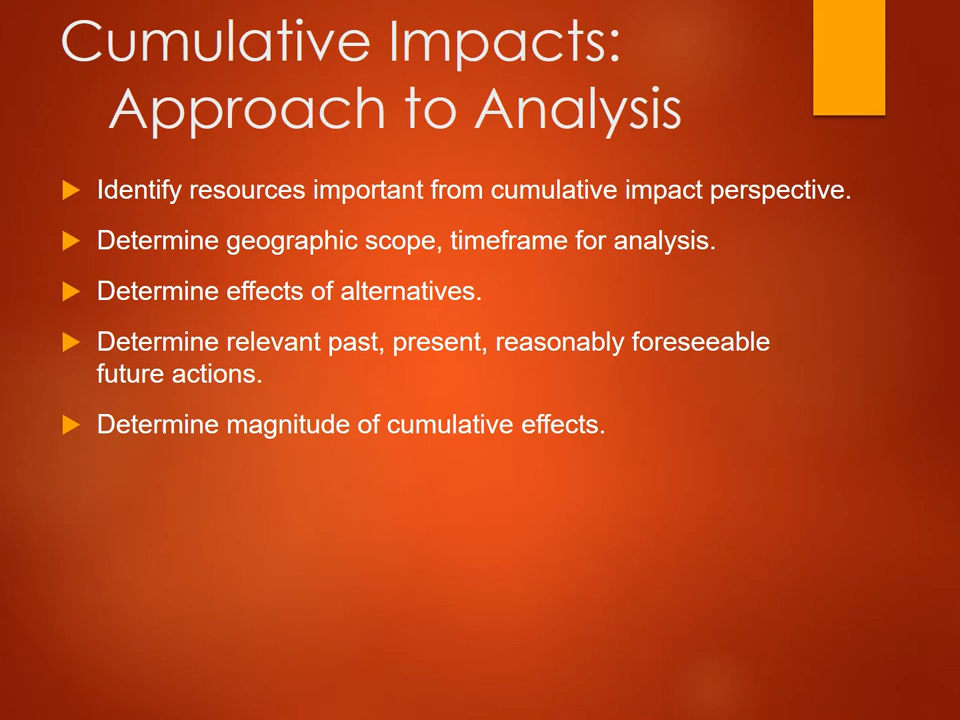 Cumulative Impacts:
Approach to Analysis
Identify resources important from cumulative impact perspective.
Determine geographic scope, timeframe for analysis.
Determine effects of alternatives.
Determine relevant past, present, reasonably foreseeable
future actions.
Determine magnitude of cumulative effects.